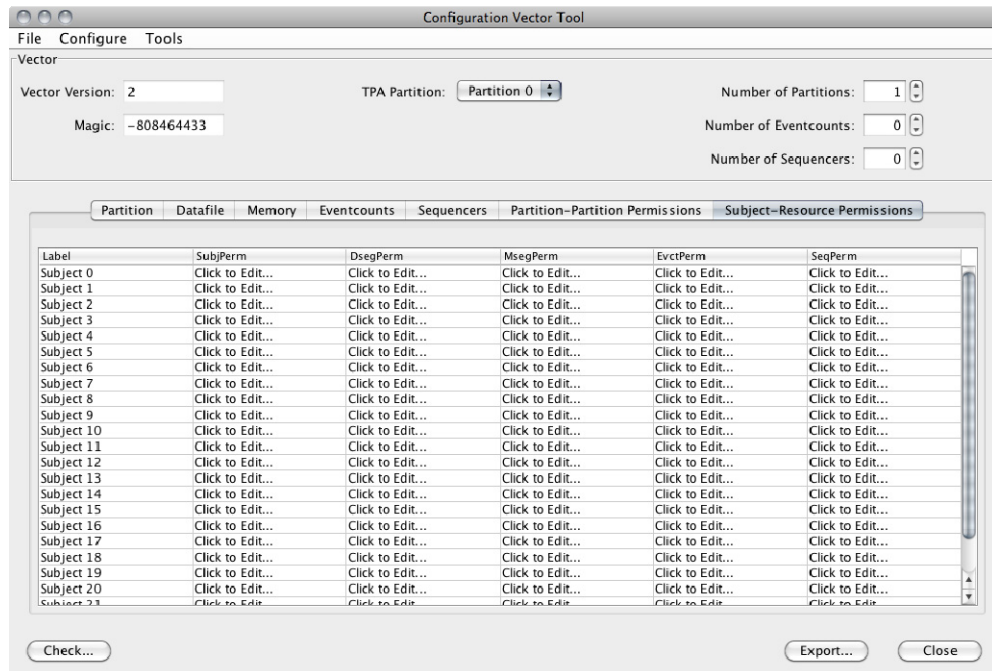 Configuration Vector Tool
File Configure Tools
Vector
Vector Version: 2 TPA Partition: Partition 0 Number of Partitions: 1
Magic: -808464433 Number of Eventcounts: 0
Number of Sequencers: 0
Partition Datafile Memory Eventcounts Sequencers Partition-Partition Permissions Subject-Resource Permissions
Label SubjPerm DsegPerm MsegPerm EvctPerm SeqPerm
Subject 0 Click to Edit... Click to Edit... Click to Edit... Click to Edit... Click to Edit...
Subject 1 Click to Edit... Click to Edit... Click to Edit... Click to Edit... Click to Edit...
Subject 2 Click to Edit... Click to Edit... Click to Edit... Click to Edit... Click to Edit...
Subject 3 Click to Edit... Click to Edit... Click to Edit... Click to Edit... Click to Edit...
Subject 4 Click to Edit... Click to Edit... Click to Edit... Click to Edit... Click to Edit...
Subject 5 Click to Edit... Click to Edit... Click to Edit... Click to Edit... Click to Edit...
Subject 6 Click to Edit... Click to Edit... Click to Edit... Click to Edit... Click to Edit...
Subject 7 Click to Edit... Click to Edit... Click to Edit... Click to Edit... Click to Edit...
Subject 8 Click to Edit... Click to Edit... Click to Edit... Click to Edit... Click to Edit...
Subject 9 Click to Edit... Click to Edit... Click to Edit... Click to Edit... Click to Edit...
Subject 10 Click to Edit... Click to Edit... Click to Edit... Click to Edit... Click to Edit...
Subject 11 Click to Edit... Click to Edit... Click to Edit... Click to Edit... Click to Edit...
Subject 12 Click to Edit... Click to Edit... Click to Edit... Click to Edit... Click to Edit...
Subject 13 Click to Edit... Click to Edit... Click to Edit... Click to Edit... Click to Edit...
Subject 14 Click to Edit... Click to Edit... Click to Edit... Click to Edit... Click to Edit...
Subject 15 Click to Edit... Click to Edit... Click to Edit... Click to Edit... Click to Edit...
Subject 16 Click to Edit... Click to Edit... Click to Edit... Click to Edit... Click to Edit...
Subject 17 Click to Edit... Click to Edit... Click to Edit... Click to Edit... Click to Edit...
Subject 18 Click to Edit... Click to Edit... Click to Edit... Click to Edit... Click to Edit...
Subject 19 Click to Edit... Click to Edit... Click to Edit... Click to Edit... Click to Edit...
Subject 20 Click to Edit... Click to Edit... Click to Edit... Click to Edit... Click to Edit...
Subject 21 Click to Edit... Click to Edit... Click to Edit... Click to Edit... Click to Edit...
Check... Export... Close